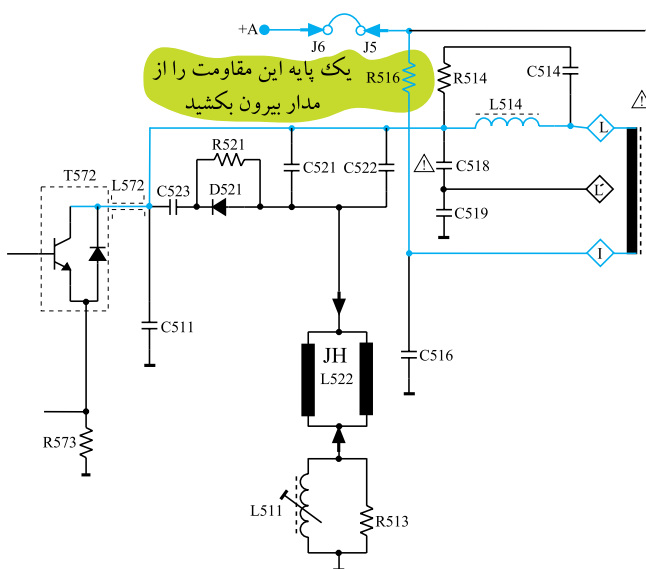 +A
J6 J5
یک پایه این مقاومت را از
مدار بیرون بکشید
R516
R514
C514
L514
L
R521
T572
L572
C523
D521
C521
C522
C518
L'
C519
I
C511
JH
L522
C516
R573
L511
R513